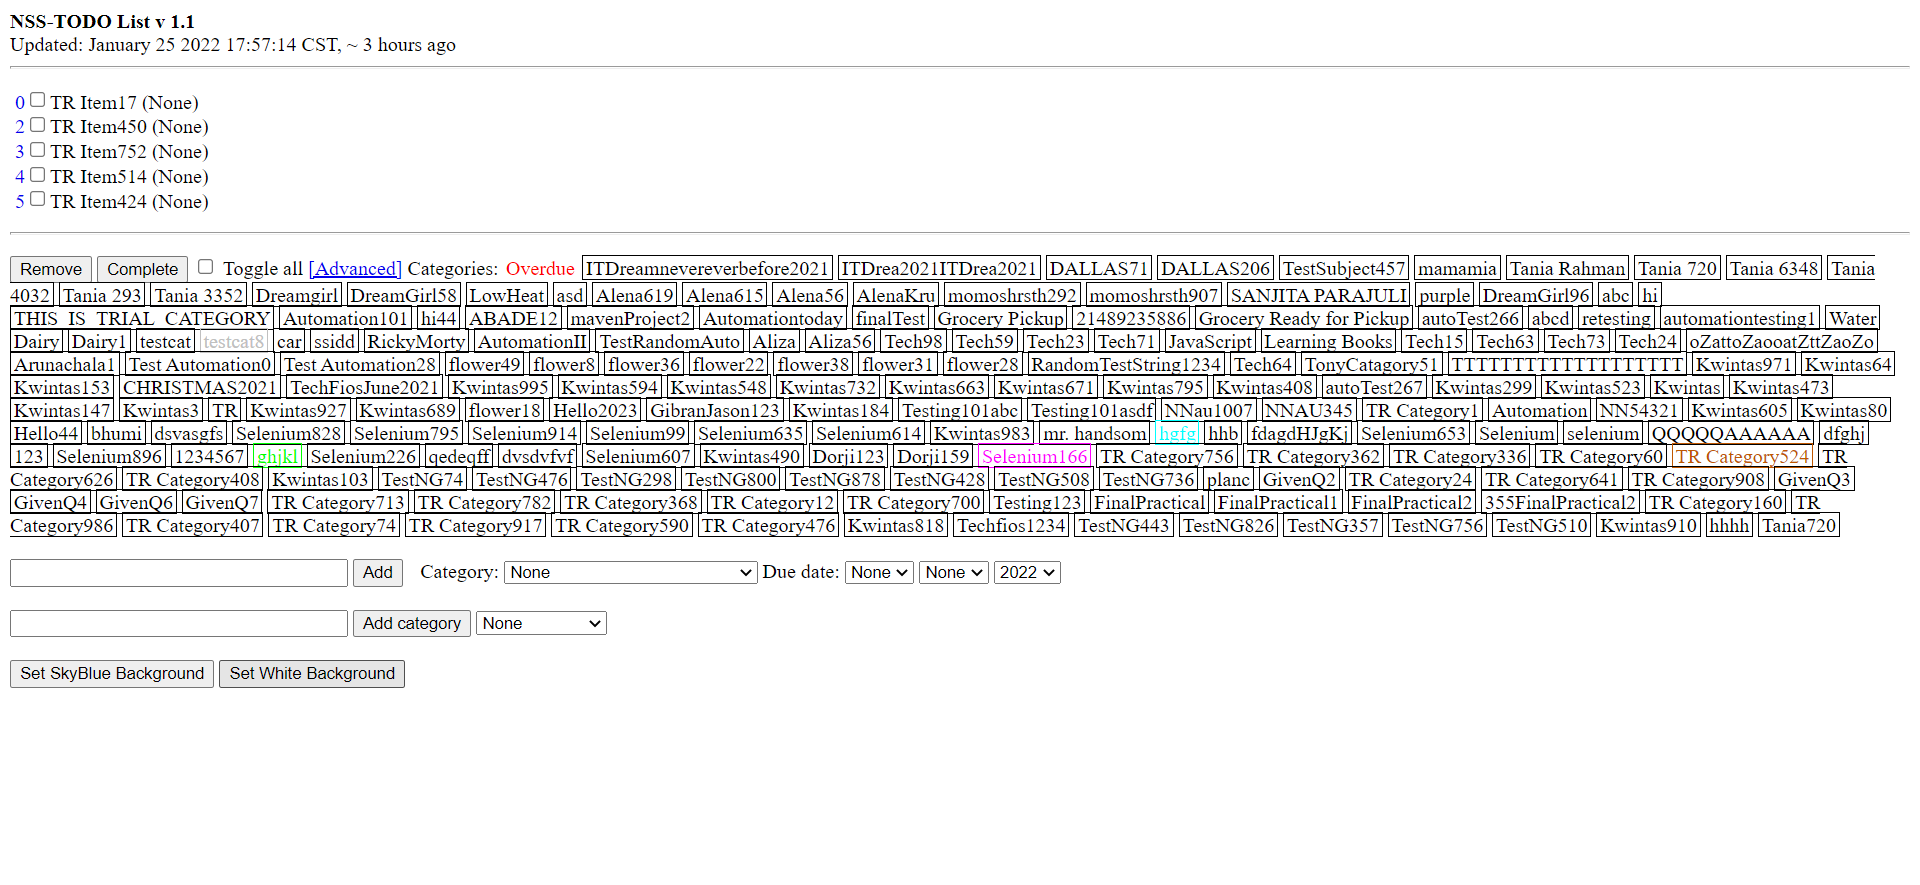 NSS-TODO List v 1.1
Updated: January 25 2022 17:57:14 CST, ~ 3 hours ago
0 TR Item17 (None)
2 TR Item450 (None)
3 TR Item752 (None)
4 TR Item514 (None)
5 TR Item424 (None)
Remove Complete Toggle all [Advanced] Categories: Overdue ITDreamnevereverbefore2021 ITDrea2021ITDrea2021 DALLAS71 DALLAS206 TestSubject457 mamamia Tania Rahman Tania 720 Tania 6348 Tania
4032 Tania 293 Tania 3352 Dreamgirl DreamGirl58 LowHeat asd Alena619 Alena615 Alena56 AlenaKru momoshrsth292 momoshrsth907 SANJITA PARAJULI purple DreamGirl96 abc hi
THIS_IS_TRIAL_CATEGORY Automation101 hi44 ABADE12 mavenProject2 Automationtoday finalTest Grocery Pickup 21489235886 Grocery Ready for Pickup autoTest266 abcd retesting automationtesting1 Water
Dairy Dairy1 testcat testcat8 car ssidd RickyMorty AutomationII TestRandomAuto Aliza Aliza56 Tech98 Tech59 Tech23 Tech71 JavaScript Learning Books Tech15 Tech63 Tech73 Tech24 oZattoZaooatZttZaoZo
Arunachala1 Test Automation0 Test Automation28 flower49 flower8 flower36 flower22 flower38 flower31 flower28 RandomTestString1234 Tech64 TonyCatagory51 TTTTTTTTTTTTTTTTTTT Kwintas971 Kwintas64
Kwintas153 CHRISTMAS2021 TechFiosJune2021 Kwintas995 Kwintas594 Kwintas548 Kwintas732 Kwintas663 Kwintas671 Kwintas795 Kwintas408 autoTest267 Kwintas299 Kwintas523 Kwintas Kwintas473
Kwintas147 Kwintas3 TR Kwintas927 Kwintas689 flower18 Hello2023 GibranJason123 Kwintas184 Testing101abc Testing101asdf NNau1007 NNAU345 TR Category1 Automation NN54321 Kwintas605 Kwintas80
Hello44 bhumi dsvasgfs Selenium828 Selenium795 Selenium914 Selenium99 Selenium635 Selenium614 Kwintas983 mr. handsom hgfg hhb fdagdHJgKj Selenium653 Selenium selenium QQQQQAAAAAA dfghj
123 Selenium896 1234567 ghjkl Selenium226 qedeqff dvsdvfvf Selenium607 Kwintas490 Dorji123 Dorji159 Selenium166 TR Category756 TR Category362 TR Category336 TR Category60 TR Category524 TR
Category626 TR Category408 Kwintas103 TestNG74 TestNG476 TestNG298 TestNG800 TestNG878 TestNG428 TestNG508 TestNG736 planc GivenQ2 TR Category24 TR Category641 TR Category908 GivenQ3
GivenQ4 GivenQ6 GivenQ7 TR Category713 TR Category782 TR Category368 TR Category12 TR Category700 Testing123 FinalPractical FinalPractical1 FinalPractical2 355FinalPractical2 TR Category160 TR
Category986 TR Category407 TR Category74 TR Category917 TR Category590 TR Category476 Kwintas818 Techfios1234 TestNG443 TestNG826 TestNG357 TestNG756 TestNG510 Kwintas910 hhhh Tania720
Add Category: None Due date: None None 2022
Add category None
Set SkyBlue Background Set White Background